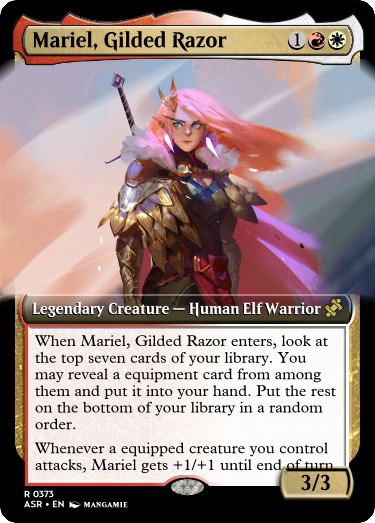 Mariel, Gilded Razor 1
Legendary Creature — Human Elf Warrior
When Mariel, Gilded Razor enters, look at
the top seven cards of your library. You
may reveal a equipment card from among
them and put it into your hand. Put the rest
on the bottom of your library in a random
order.
Whenever a equipped creature you control
attacks, Mariel gets +1/+1 until end of turn
3/3
R 0373
ASR • EN MANGAMIE